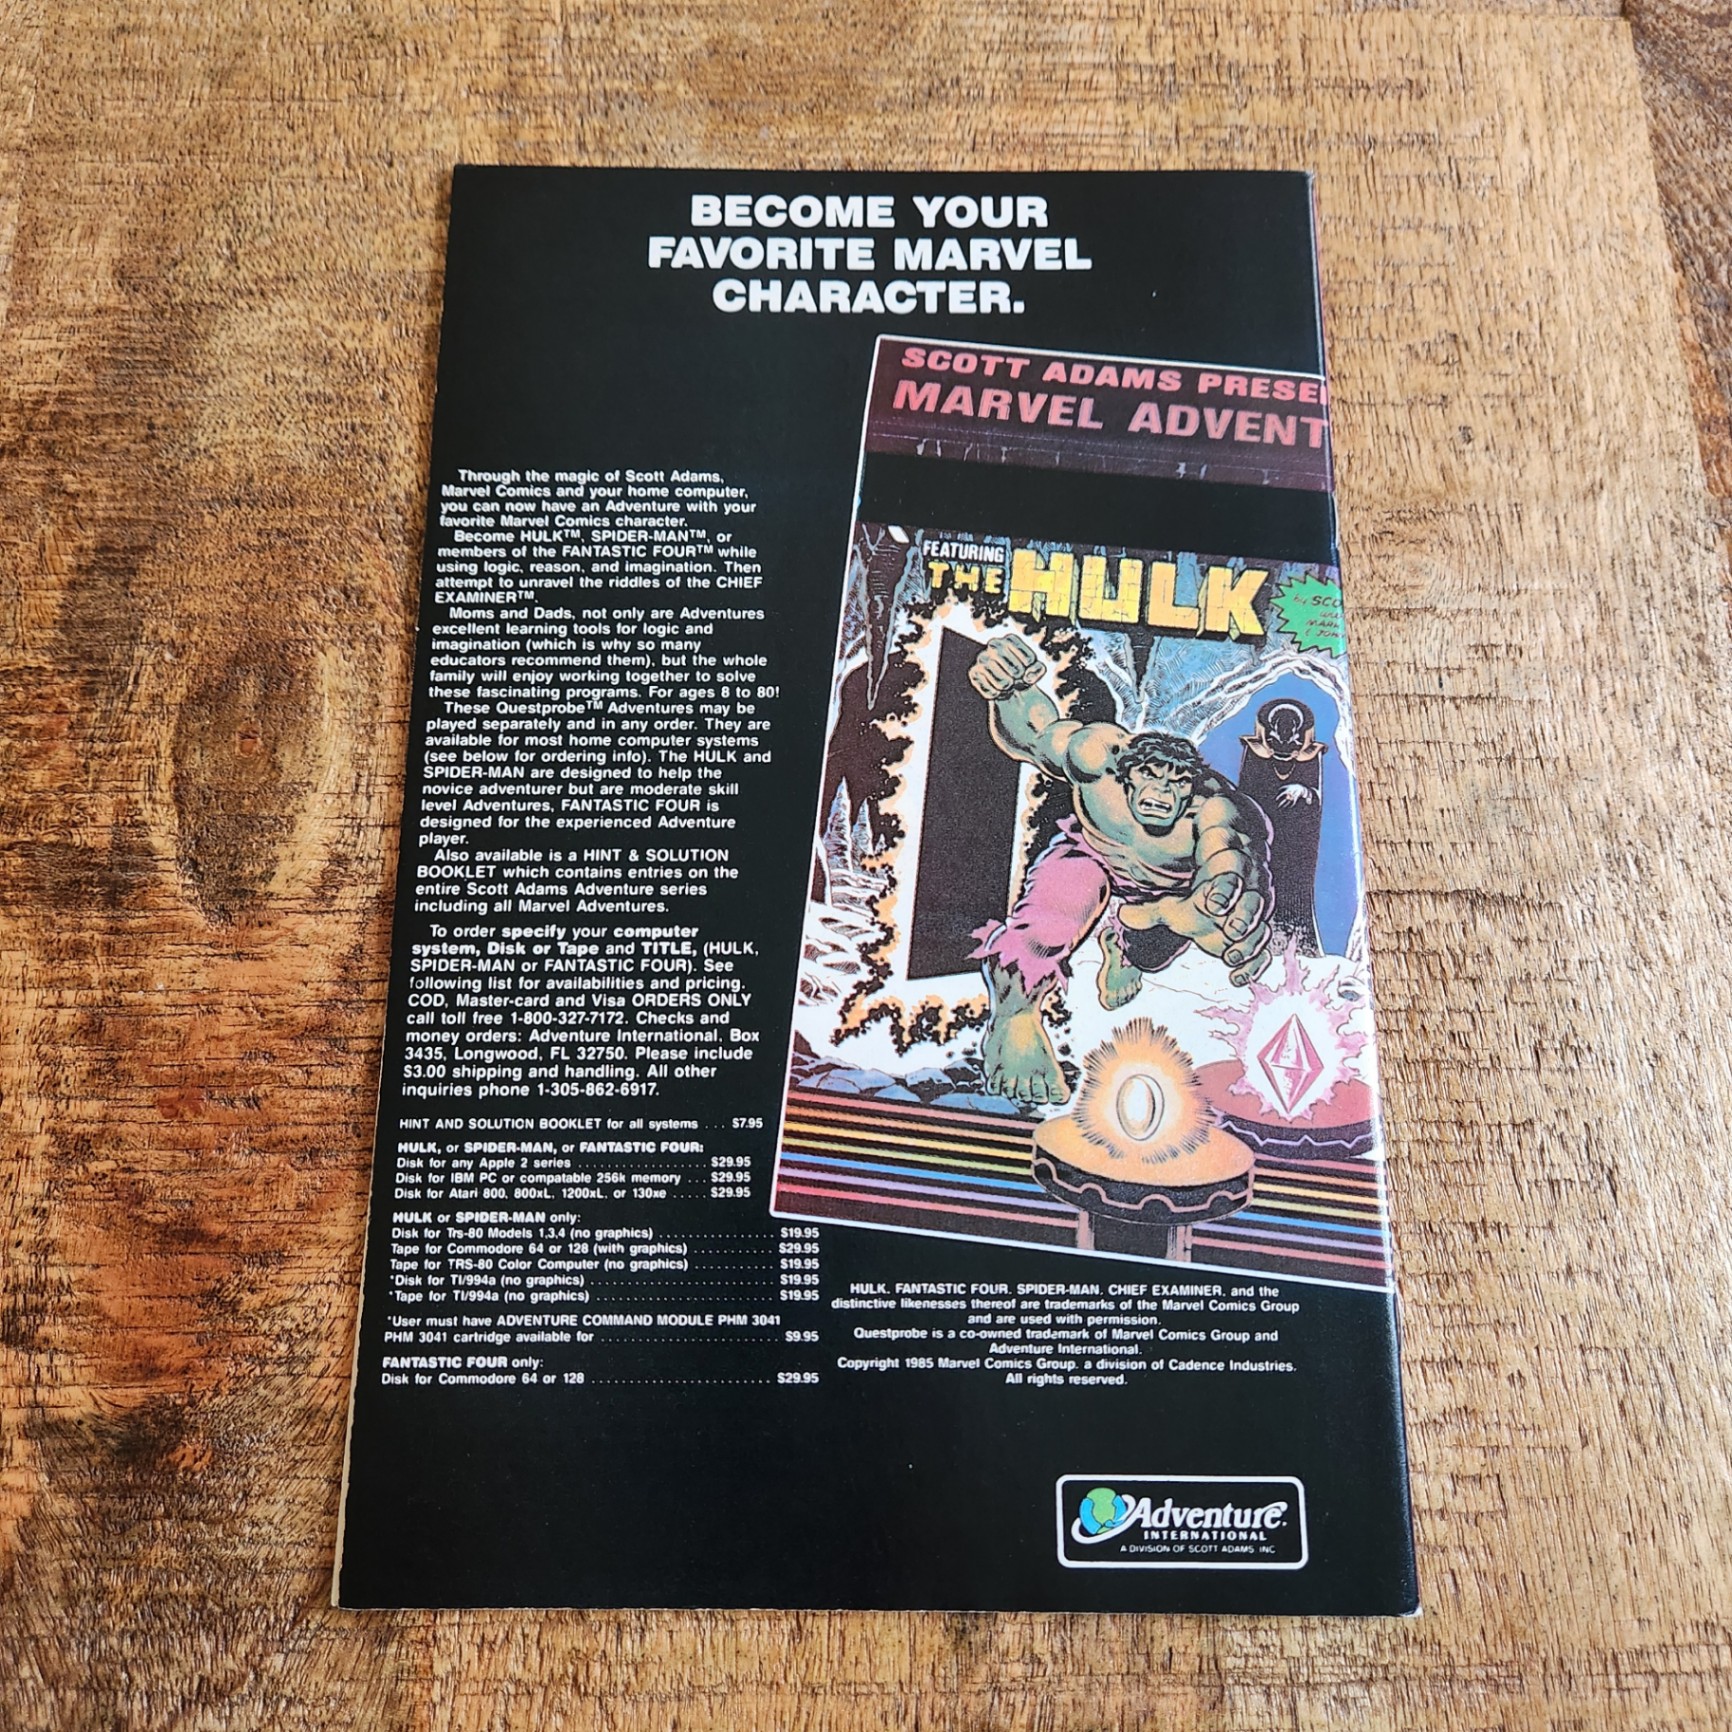 BECOME YOUR
FAVORITE MARVEL
CHARACTER.
SCOTT ADAMS
MARVEL
FEATURING
THE HULK
Through the magic of Scott Adams,
Marvel Comics and your home computer,
you can now have an Adventure with your
favorite Marvel Comics character.
Become HULK™, SPIDER-MAN™, or
members of the FANTASTIC FOUR™ while
using logic, reason, and imagination. Then
attempt to unravel the riddles of the CHIEF
EXAMINER™.
Moms and Dads, not only are Adventures
excellent learning tools for logic and
imagination (which is why so many
educators recommend them), but the whole
family will enjoy working together to solve
these fascinating programs. For ages 8 to 80!
These Questprobe™ Adventures may be
played separately and in any order. They are
available for most home computer systems
(see below for ordering info). The HULK and
SPIDER-MAN are designed to help the
novice adventurer but are moderate skill
level Adventures, FANTASTIC FOUR is
designed for the experienced Adventure
player.
Also available is a HINT & SOLUTION
BOOKLET which contains entries on the
entire Scott Adams Adventure series
including all Marvel Adventures.
To order specify your computer
system, Disk or Tape and TITLE, (HULK,
SPIDER-MAN or FANTASTIC FOUR). See
following list for availabilities and pricing.
COD, Master-card and Visa ORDERS ONLY
call toll free 1-800-327-7172. Checks and
money orders: Adventure International, Box
3435, Longwood, FL 32750. Please include
$3.00 shipping and handling. All other
inquiries phone 1-305-862-6917.
HINT AND SOLUTION BOOKLET for all systems ... $7.95
HULK, or SPIDER-MAN, or FANTASTIC FOUR:
Disk for any Apple 2 series ................... $29.95
Disk for IBM PC or compatable 256k memory ... $29.95
Disk for Atari 800, 800xL, 1200xL, or 130xe ..... $29.95
HULK or SPIDER-MAN only:
Disk for Trs-80 Models 1,3,4 (no graphics) ................ $19.95
Tape for Commodore 64 or 128 (with graphics) ........... $29.95
Tape for TRS-80 Color Computer (no graphics) ........... $19.95
*Disk for TI/994a (no graphics) ........................... $19.95
*Tape for TI/994a (no graphics) .......................... $19.95
*User must have ADVENTURE COMMAND MODULE PHM 3041
PHM 3041 cartridge available for ......................... $9.95
FANTASTIC FOUR only:
Disk for Commodore 64 or 128 .......................... $29.95
HULK, FANTASTIC FOUR, SPIDER-MAN, CHIEF EXAMINER, and the
distinctive likenesses thereof are trademarks of the Marvel Comics Group
and are used with permission.
Questprobe is a co-owned trademark of Marvel Comics Group and
Adventure International.
Copyright 1985 Marvel Comics Group, a division of Cadence Industries.
All rights reserved.
Adventure
INTERNATIONAL
A DIVISION OF SCOTT ADAMS, INC